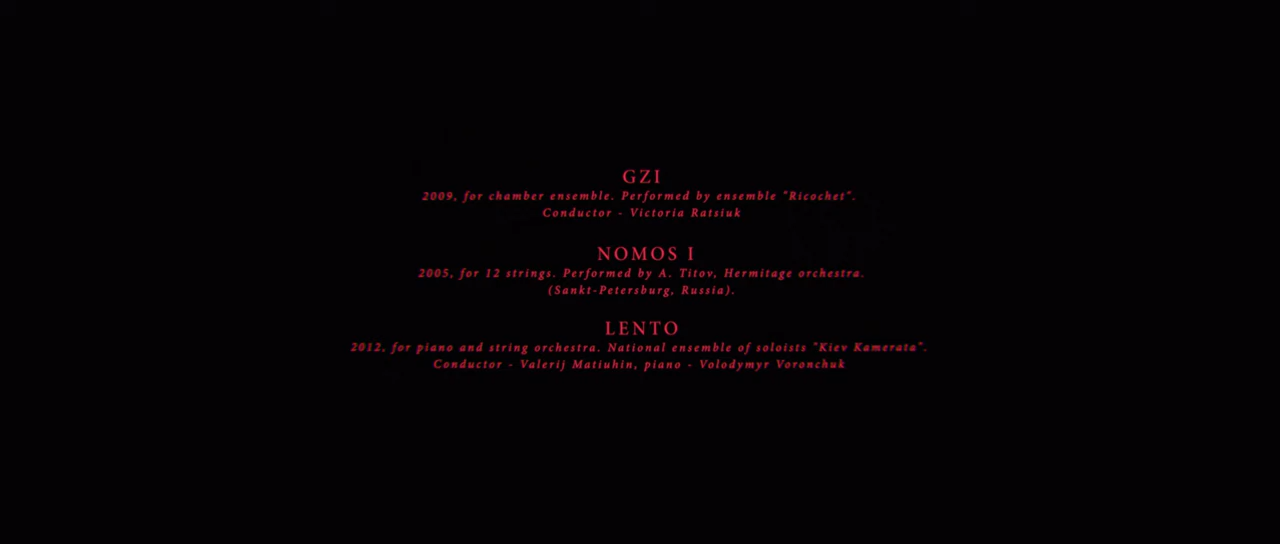 GZI
2009, for chamber ensemble. Performed by ensemble "Ricochet".
Conductor - Victoria Ratsiuk
NOMOS I
2005, for 12 strings. Performed by A. Titov, Hermitage orchestra.
(Sankt-Petersburg, Russia).
LENTO
2012, for piano and string orchestra. National ensemble of soloists "Kiev Kamerata".
Conductor - Valerij Matiuhin, piano - Volodymyr Voronchuk